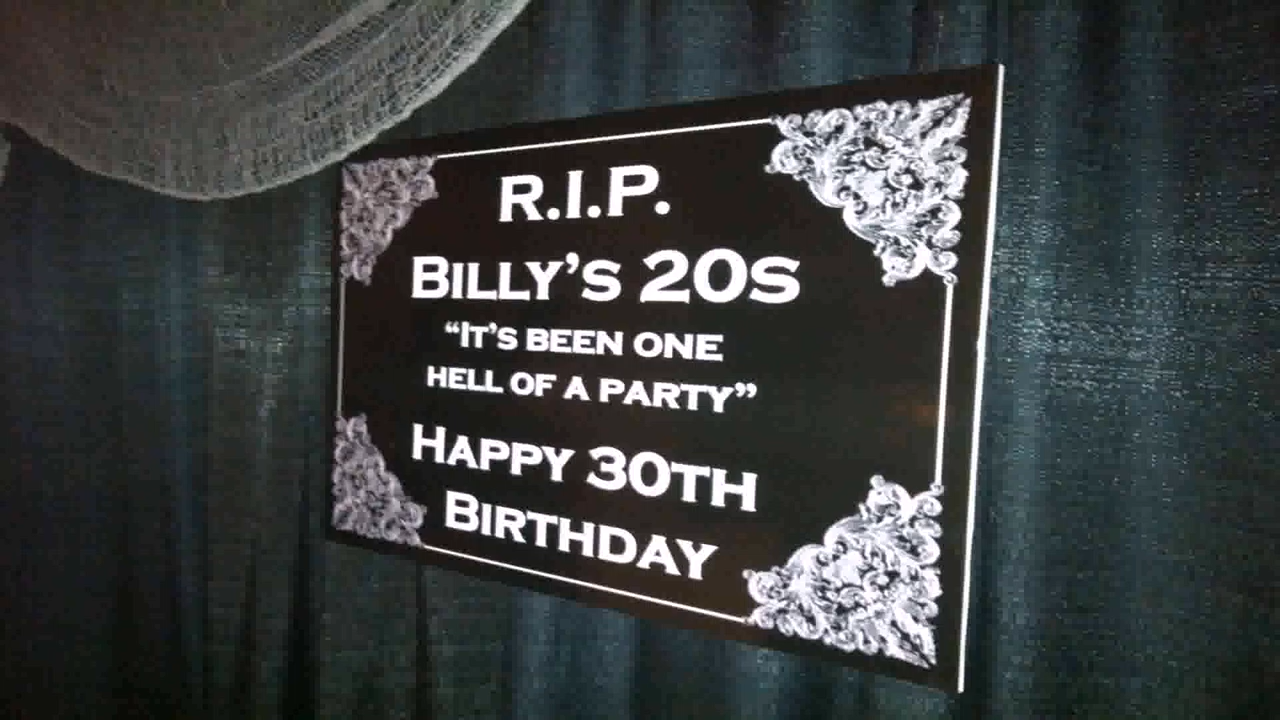 R.I.P.
BILLY'S 20S
“IT'S BEEN ONE
HELL OF A PARTY”
HAPPY 30TH
BIRTHDAY